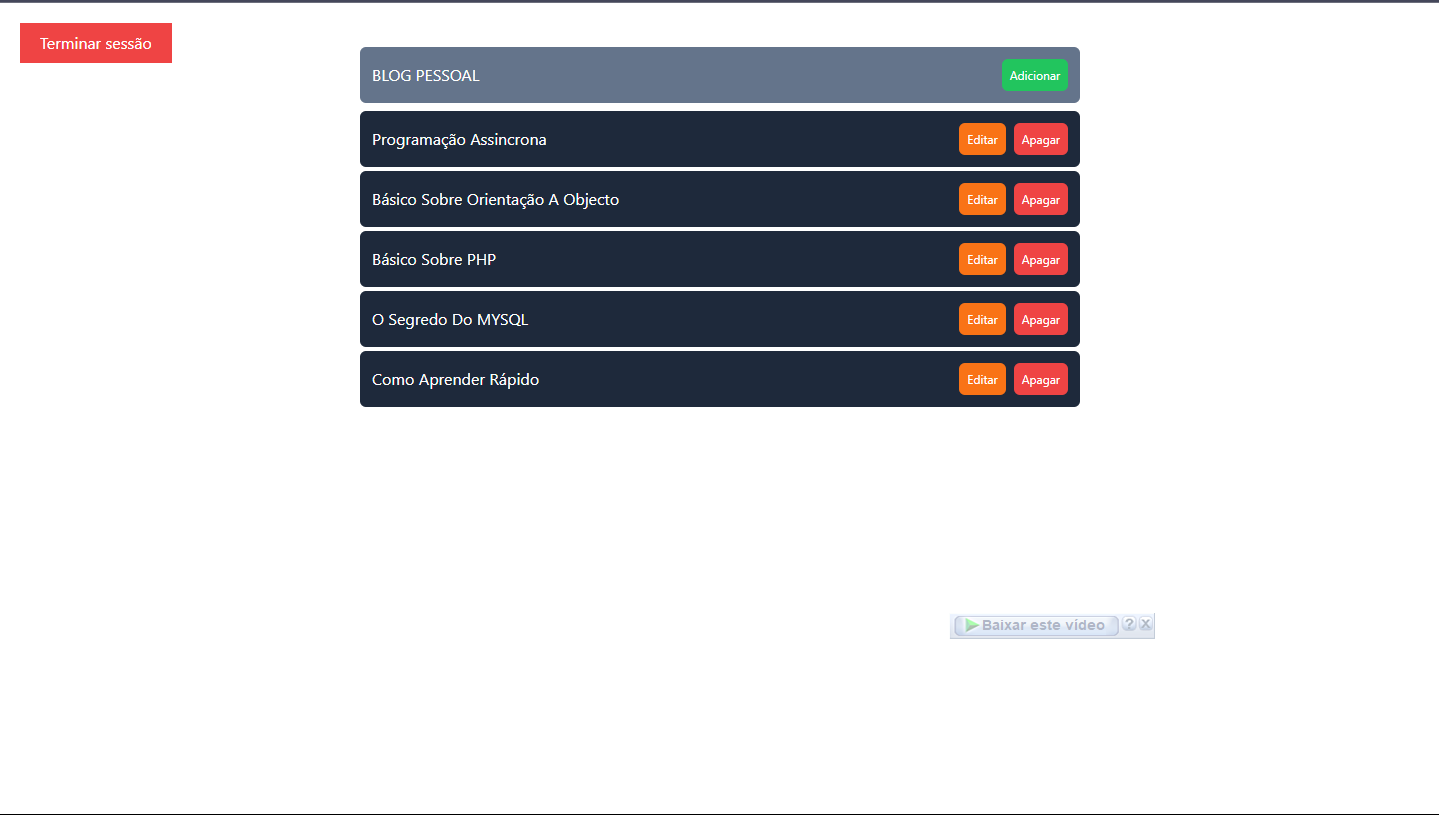 Terminar sessão
BLOG PESSOAL
Adicionar
Programação Assincrona
Editar
Apagar
Básico Sobre Orientação A Objecto
Editar
Apagar
Básico Sobre PHP
Editar
Apagar
O Segredo Do MYSQL
Editar
Apagar
Como Aprender Rápido
Editar
Apagar
Baixar este vídeo ? X